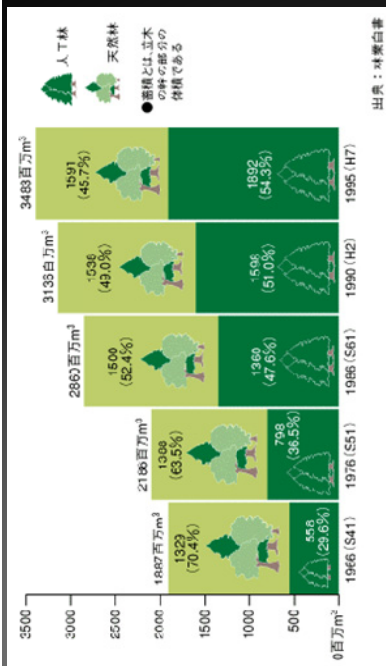 人工林
天然林
●蓄積とは、立木
の幹の部分の
体積である
3500
3000
2500
2000
1500
1000
500
0百万m³
1887百万m³
1329
(70.4%)
558
(29.6%)
1966(S41)
2186百万m³
1388
(63.5%)
798
(36.5%)
1976(S51)
2860百万m³
1500
(52.4%)
1360
(47.6%)
1986(S61)
3136百万m³
1538
(49.0%)
1598
(51.0%)
1990(H2)
3483百万m³
1591
(45.7%)
1892
(54.3%)
1995(H7)
出典：林業白書